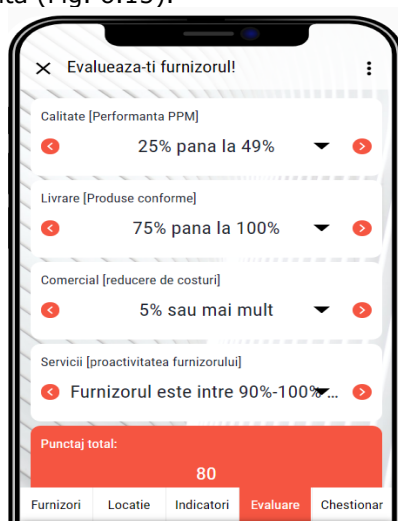 (Fig. 6.15).
Evalueaza-ti furnizorul!
Calitate [Performanta PPM]
25% pana la 49%
Livrare [Produse conforme]
75% pana la 100%
Comercial [reducere de costuri]
5% sau mai mult
Servicii [proactivitatea furnizorului]
Furnizorul este intre 90%-100%...
Punctaj total:
80
Furnizori Locatie Indicatori Evaluare Chestionar